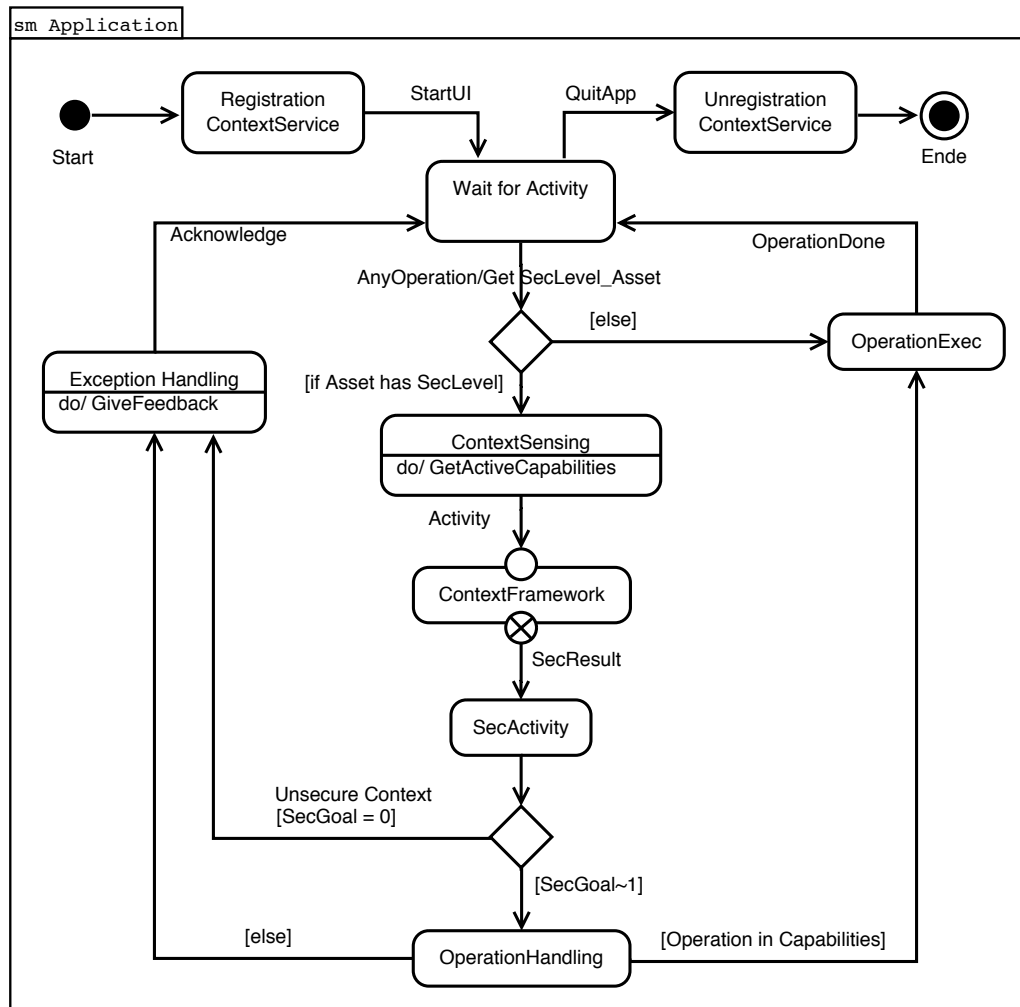 sm Application
Registration
ContextService
StartUI
QuitApp
Unregistration
ContextService
Start
Ende
Wait for Activity
Acknowledge
OperationDone
AnyOperation/Get SecLevel_Asset
[else]
OperationExec
Exception Handling
do/ GiveFeedback
[if Asset has SecLevel]
ContextSensing
do/ GetActiveCapabilities
Activity
ContextFramework
SecResult
SecActivity
Unsecure Context
[SecGoal = 0]
[SecGoal~1]
[else]
OperationHandling
[Operation in Capabilities]